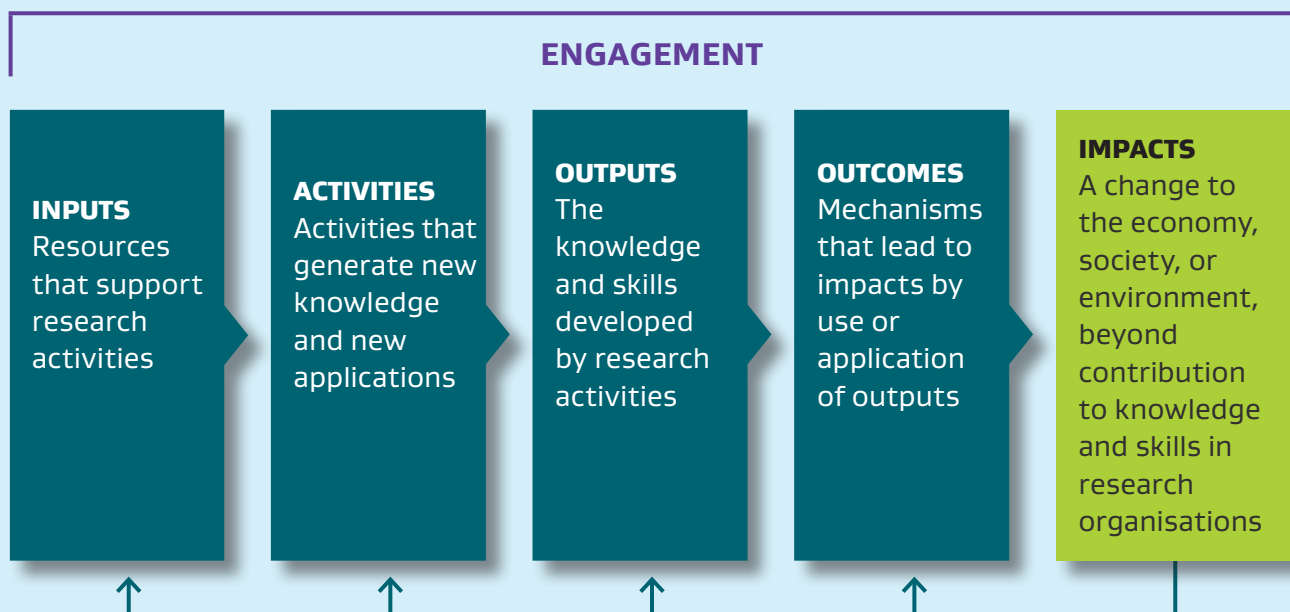 ENGAGEMENT
INPUTS
Resources
that support
research
activities
ACTIVITIES
Activities that
generate new
knowledge
and new
applications
OUTPUTS
The
knowledge
and skills
developed
by research
activities
OUTCOMES
Mechanisms
that lead to
impacts by
use or
application
of outputs
IMPACTS
A change to
the economy,
society, or
environment,
beyond
contribution
to knowledge
and skills in
research
organisations